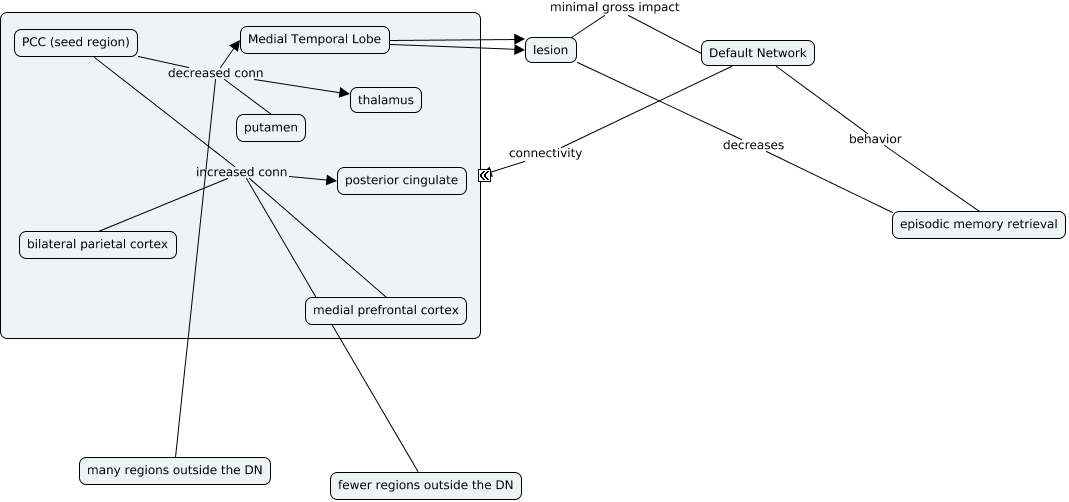 minimal gross impact
PCC (seed region)
Medial Temporal Lobe
lesion
Default Network
decreased conn
thalamus
putamen
behavior
decreases
connectivity
increased conn
posterior cingulate
episodic memory retrieval
bilateral parietal cortex
medial prefrontal cortex
many regions outside the DN
fewer regions outside the DN